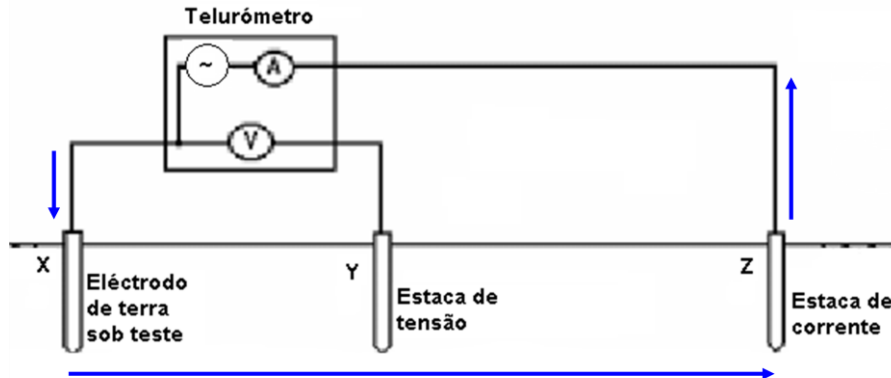 Telurómetro
~
A
V
X
Eléctrodo
de terra
sob teste
Y
Estaca de
tensão
Z
Estaca de
corrente